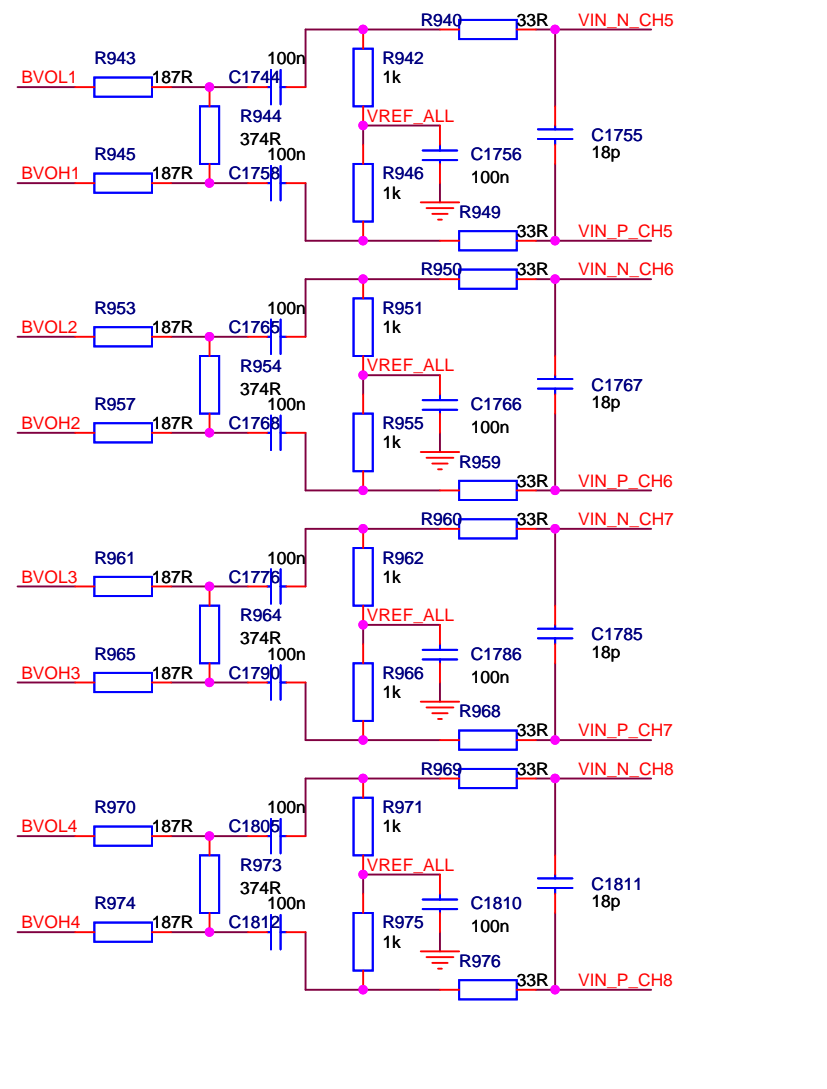 R940 33R VIN_N_CH5
R943 100n R942
BVOL1 187R C1744 1k
R944 VREF_ALL
374R C1755
R945 100n C1756 18p
BVOH1 187R C1758 R946 100n
1k
R949
33R VIN_P_CH5
R950 33R VIN_N_CH6
R953 100n R951
BVOL2 187R C1765 1k
R954 VREF_ALL
374R C1767
R957 100n C1766 18p
BVOH2 187R C1768 R955 100n
1k
R959
33R VIN_P_CH6
R960 33R VIN_N_CH7
R961 100n R962
BVOL3 187R C1776 1k
R964 VREF_ALL
374R C1785
R965 100n C1786 18p
BVOH3 187R C1790 R966 100n
1k
R968
33R VIN_P_CH7
R969 33R VIN_N_CH8
R970 100n R971
BVOL4 187R C1805 1k
R973 VREF_ALL
374R C1811
R974 100n C1810 18p
BVOH4 187R C1812 R975 100n
1k
R976
33R VIN_P_CH8